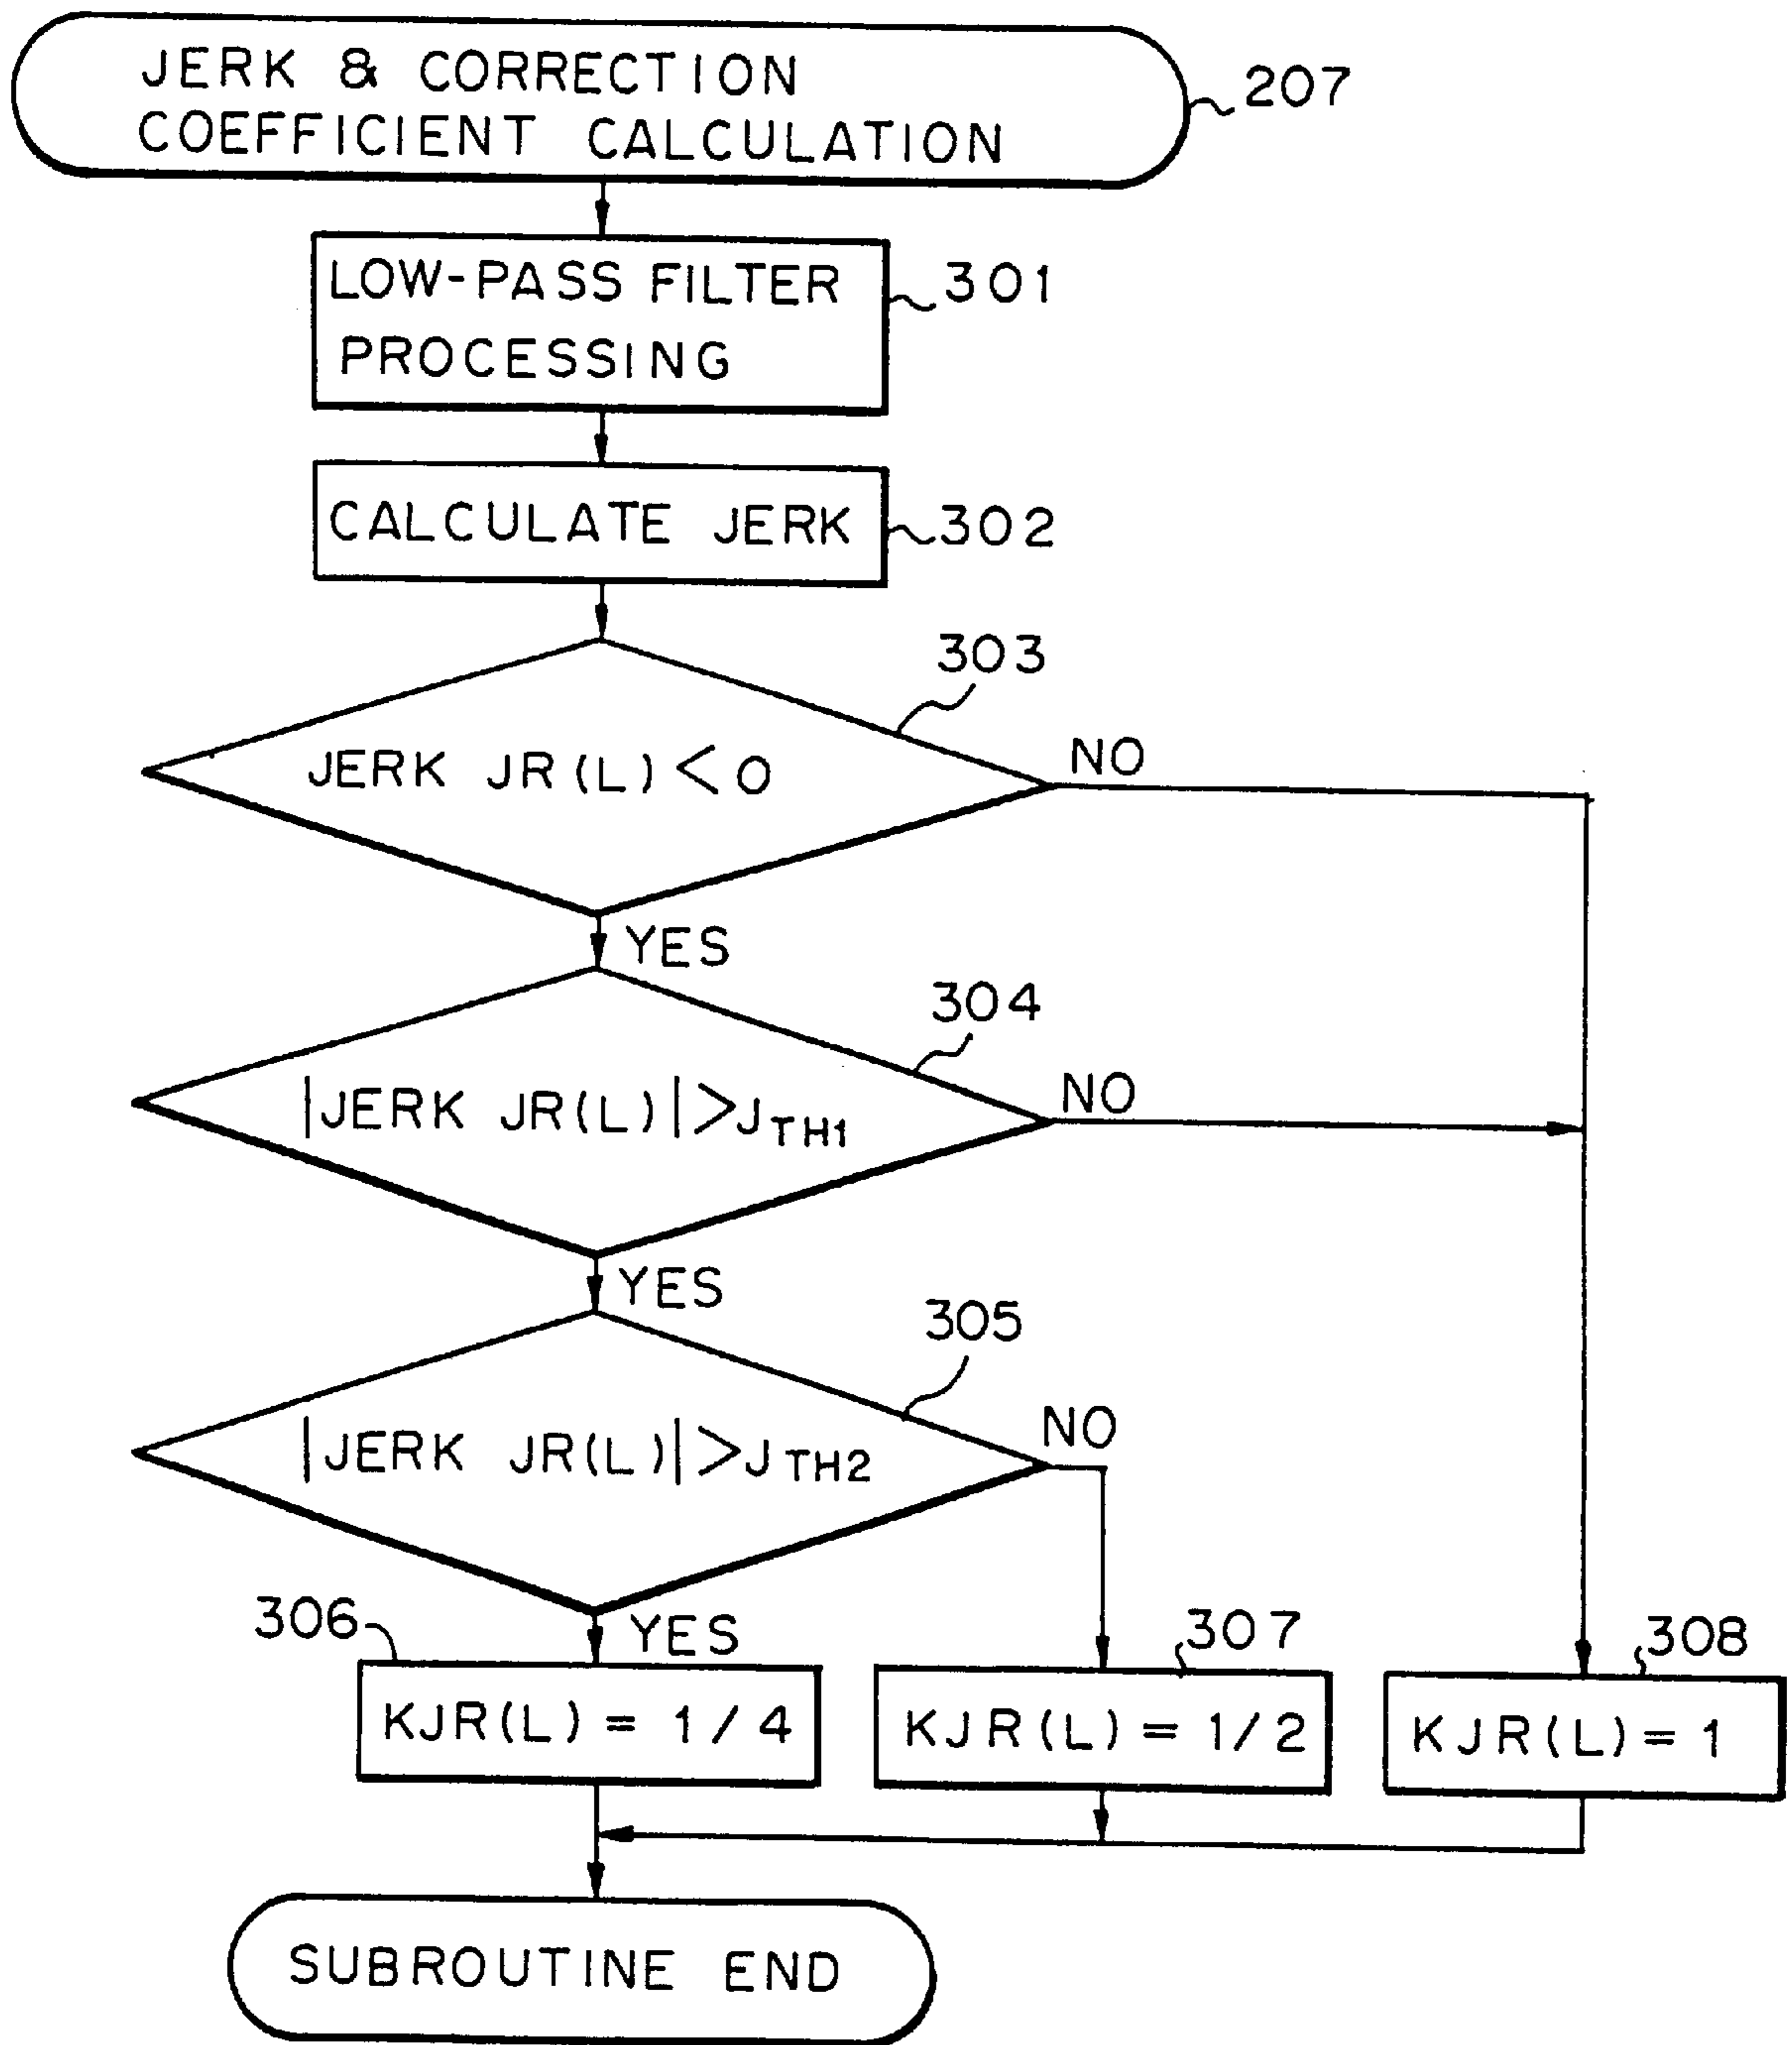 JERK & CORRECTION
COEFFICIENT CALCULATION
207
LOW-PASS FILTER
PROCESSING
301
CALCULATE JERK
302
303
JERK JR(L)<0
NO
YES
304
|JERK JR(L)|>JTH1
NO
YES
305
|JERK JR(L)|>JTH2
NO
YES
306
KJR(L) = 1/4
307
KJR(L) = 1/2
308
KJR(L) = 1
SUBROUTINE END